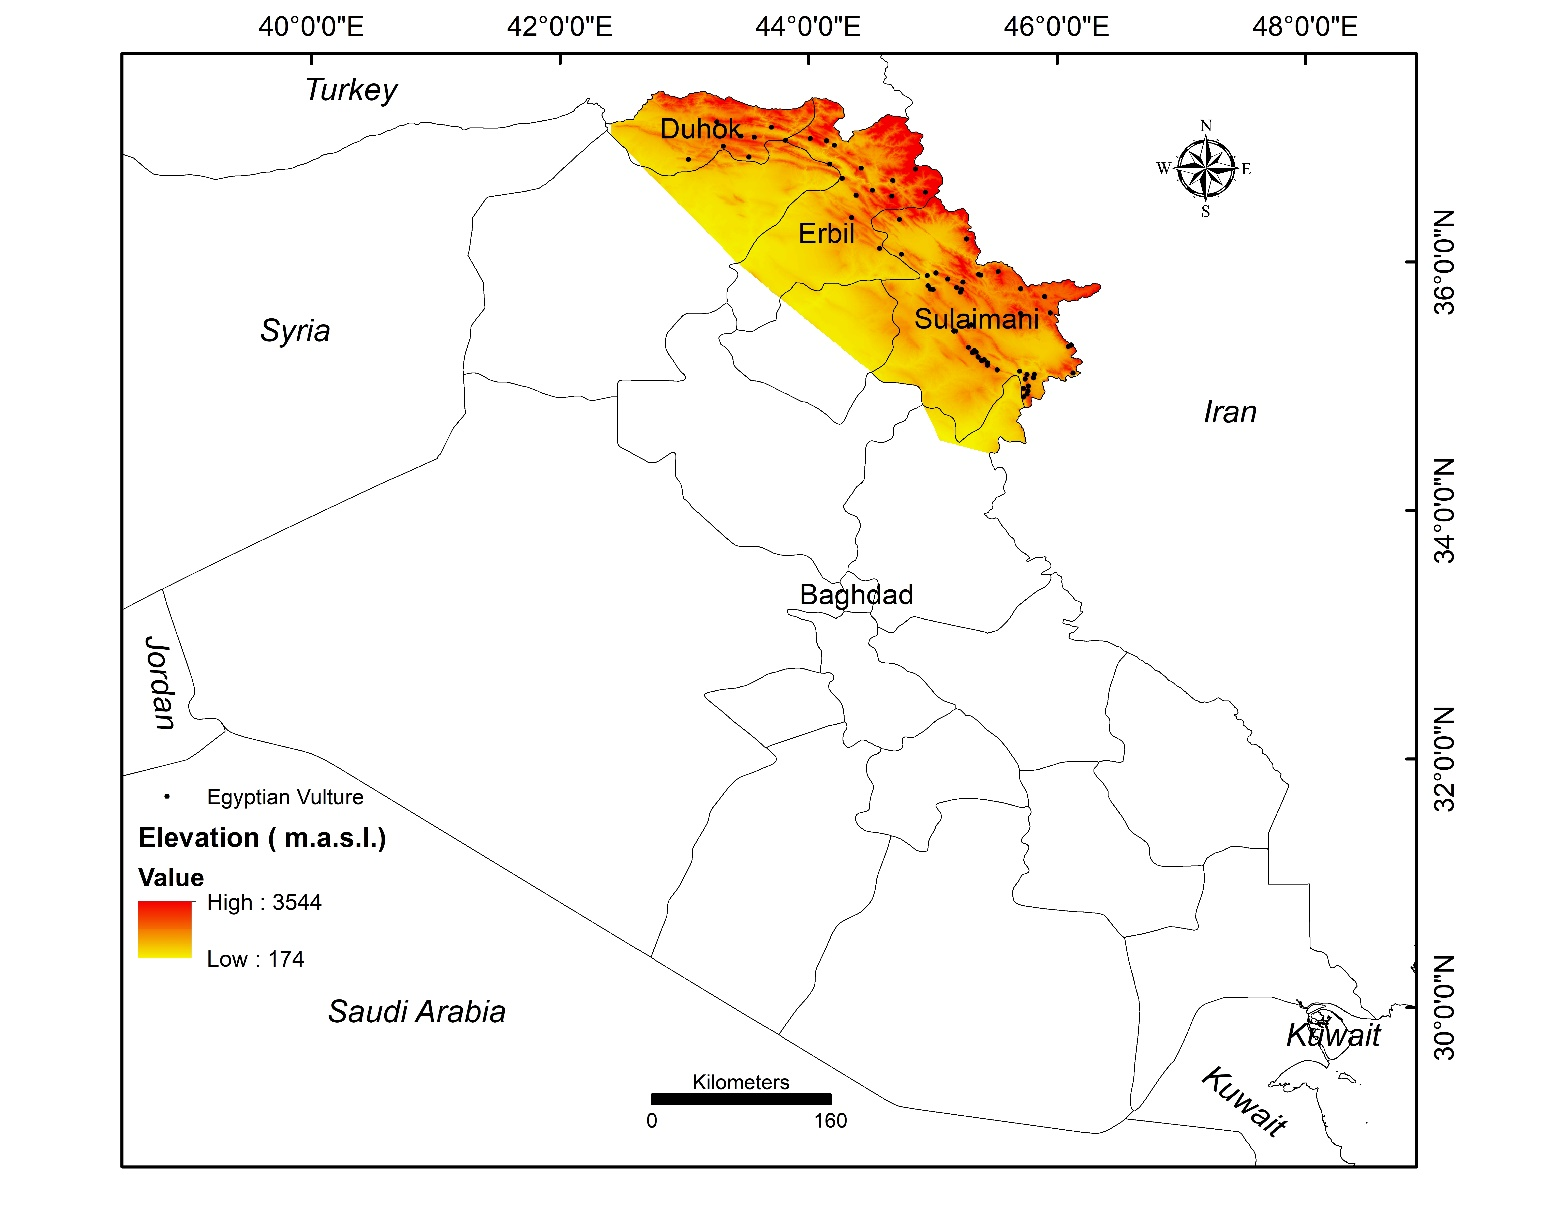 40°0'0"E 42°0'0"E 44°0'0"E 46°0'0"E 48°0'0"E
Turkey
Duhok
N
W E
S
Erbil
36°0'0"N
Sulaimani
Syria
Iran
34°0'0"N
Baghdad
Jordan
32°0'0"N
Egyptian Vulture
Elevation ( m.a.s.l.)
Value
High : 3544
Low : 174
Saudi Arabia
30°0'0"N
Kuwait
Kuwait
Kilometers
0 160